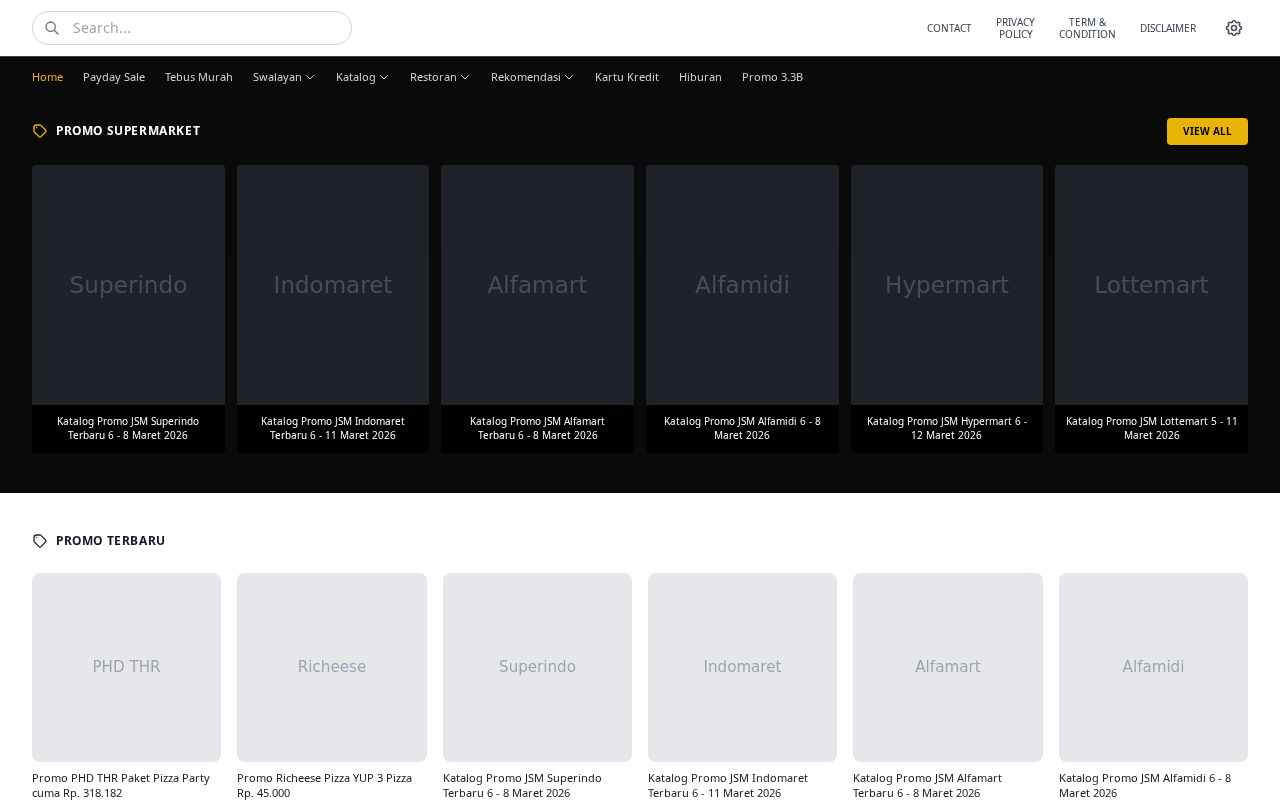 Search...
CONTACT
PRIVACY
POLICY
TERM &
CONDITION
DISCLAIMER
Home
Payday Sale
Tebus Murah
Swalayan
Katalog
Restoran
Rekomendasi
Kartu Kredit
Hiburan
Promo 3.3B
PROMO SUPERMARKET
VIEW ALL
Superindo
Indomaret
Alfamart
Alfamidi
Hypermart
Lottemart
Katalog Promo JSM Superindo
Terbaru 6 - 8 Maret 2026
Katalog Promo JSM Indomaret
Terbaru 6 - 11 Maret 2026
Katalog Promo JSM Alfamart
Terbaru 6 - 8 Maret 2026
Katalog Promo JSM Alfamidi 6 - 8
Maret 2026
Katalog Promo JSM Hypermart 6 -
12 Maret 2026
Katalog Promo JSM Lottemart 5 - 11
Maret 2026
PROMO TERBARU
PHD THR
Richeese
Superindo
Indomaret
Alfamart
Alfamidi
Promo PHD THR Paket Pizza Party
cuma Rp. 318.182
Promo Richeese Pizza YUP 3 Pizza
Rp. 45.000
Katalog Promo JSM Superindo
Terbaru 6 - 8 Maret 2026
Katalog Promo JSM Indomaret
Terbaru 6 - 11 Maret 2026
Katalog Promo JSM Alfamart
Terbaru 6 - 8 Maret 2026
Katalog Promo JSM Alfamidi 6 - 8
Maret 2026